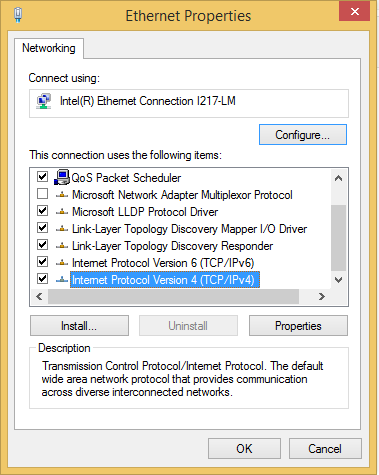 Ethernet Properties
Networking
Connect using:
Intel(R) Ethernet Connection I217-LM
Configure...
This connection uses the following items:
QoS Packet Scheduler
Microsoft Network Adapter Multiplexor Protocol
Microsoft LLDP Protocol Driver
Link-Layer Topology Discovery Mapper I/O Driver
Link-Layer Topology Discovery Responder
Internet Protocol Version 6 (TCP/IPv6)
Internet Protocol Version 4 (TCP/IPv4)
Install...
Uninstall
Properties
Description
Transmission Control Protocol/Internet Protocol. The default
wide area network protocol that provides communication
across diverse interconnected networks.
OK
Cancel